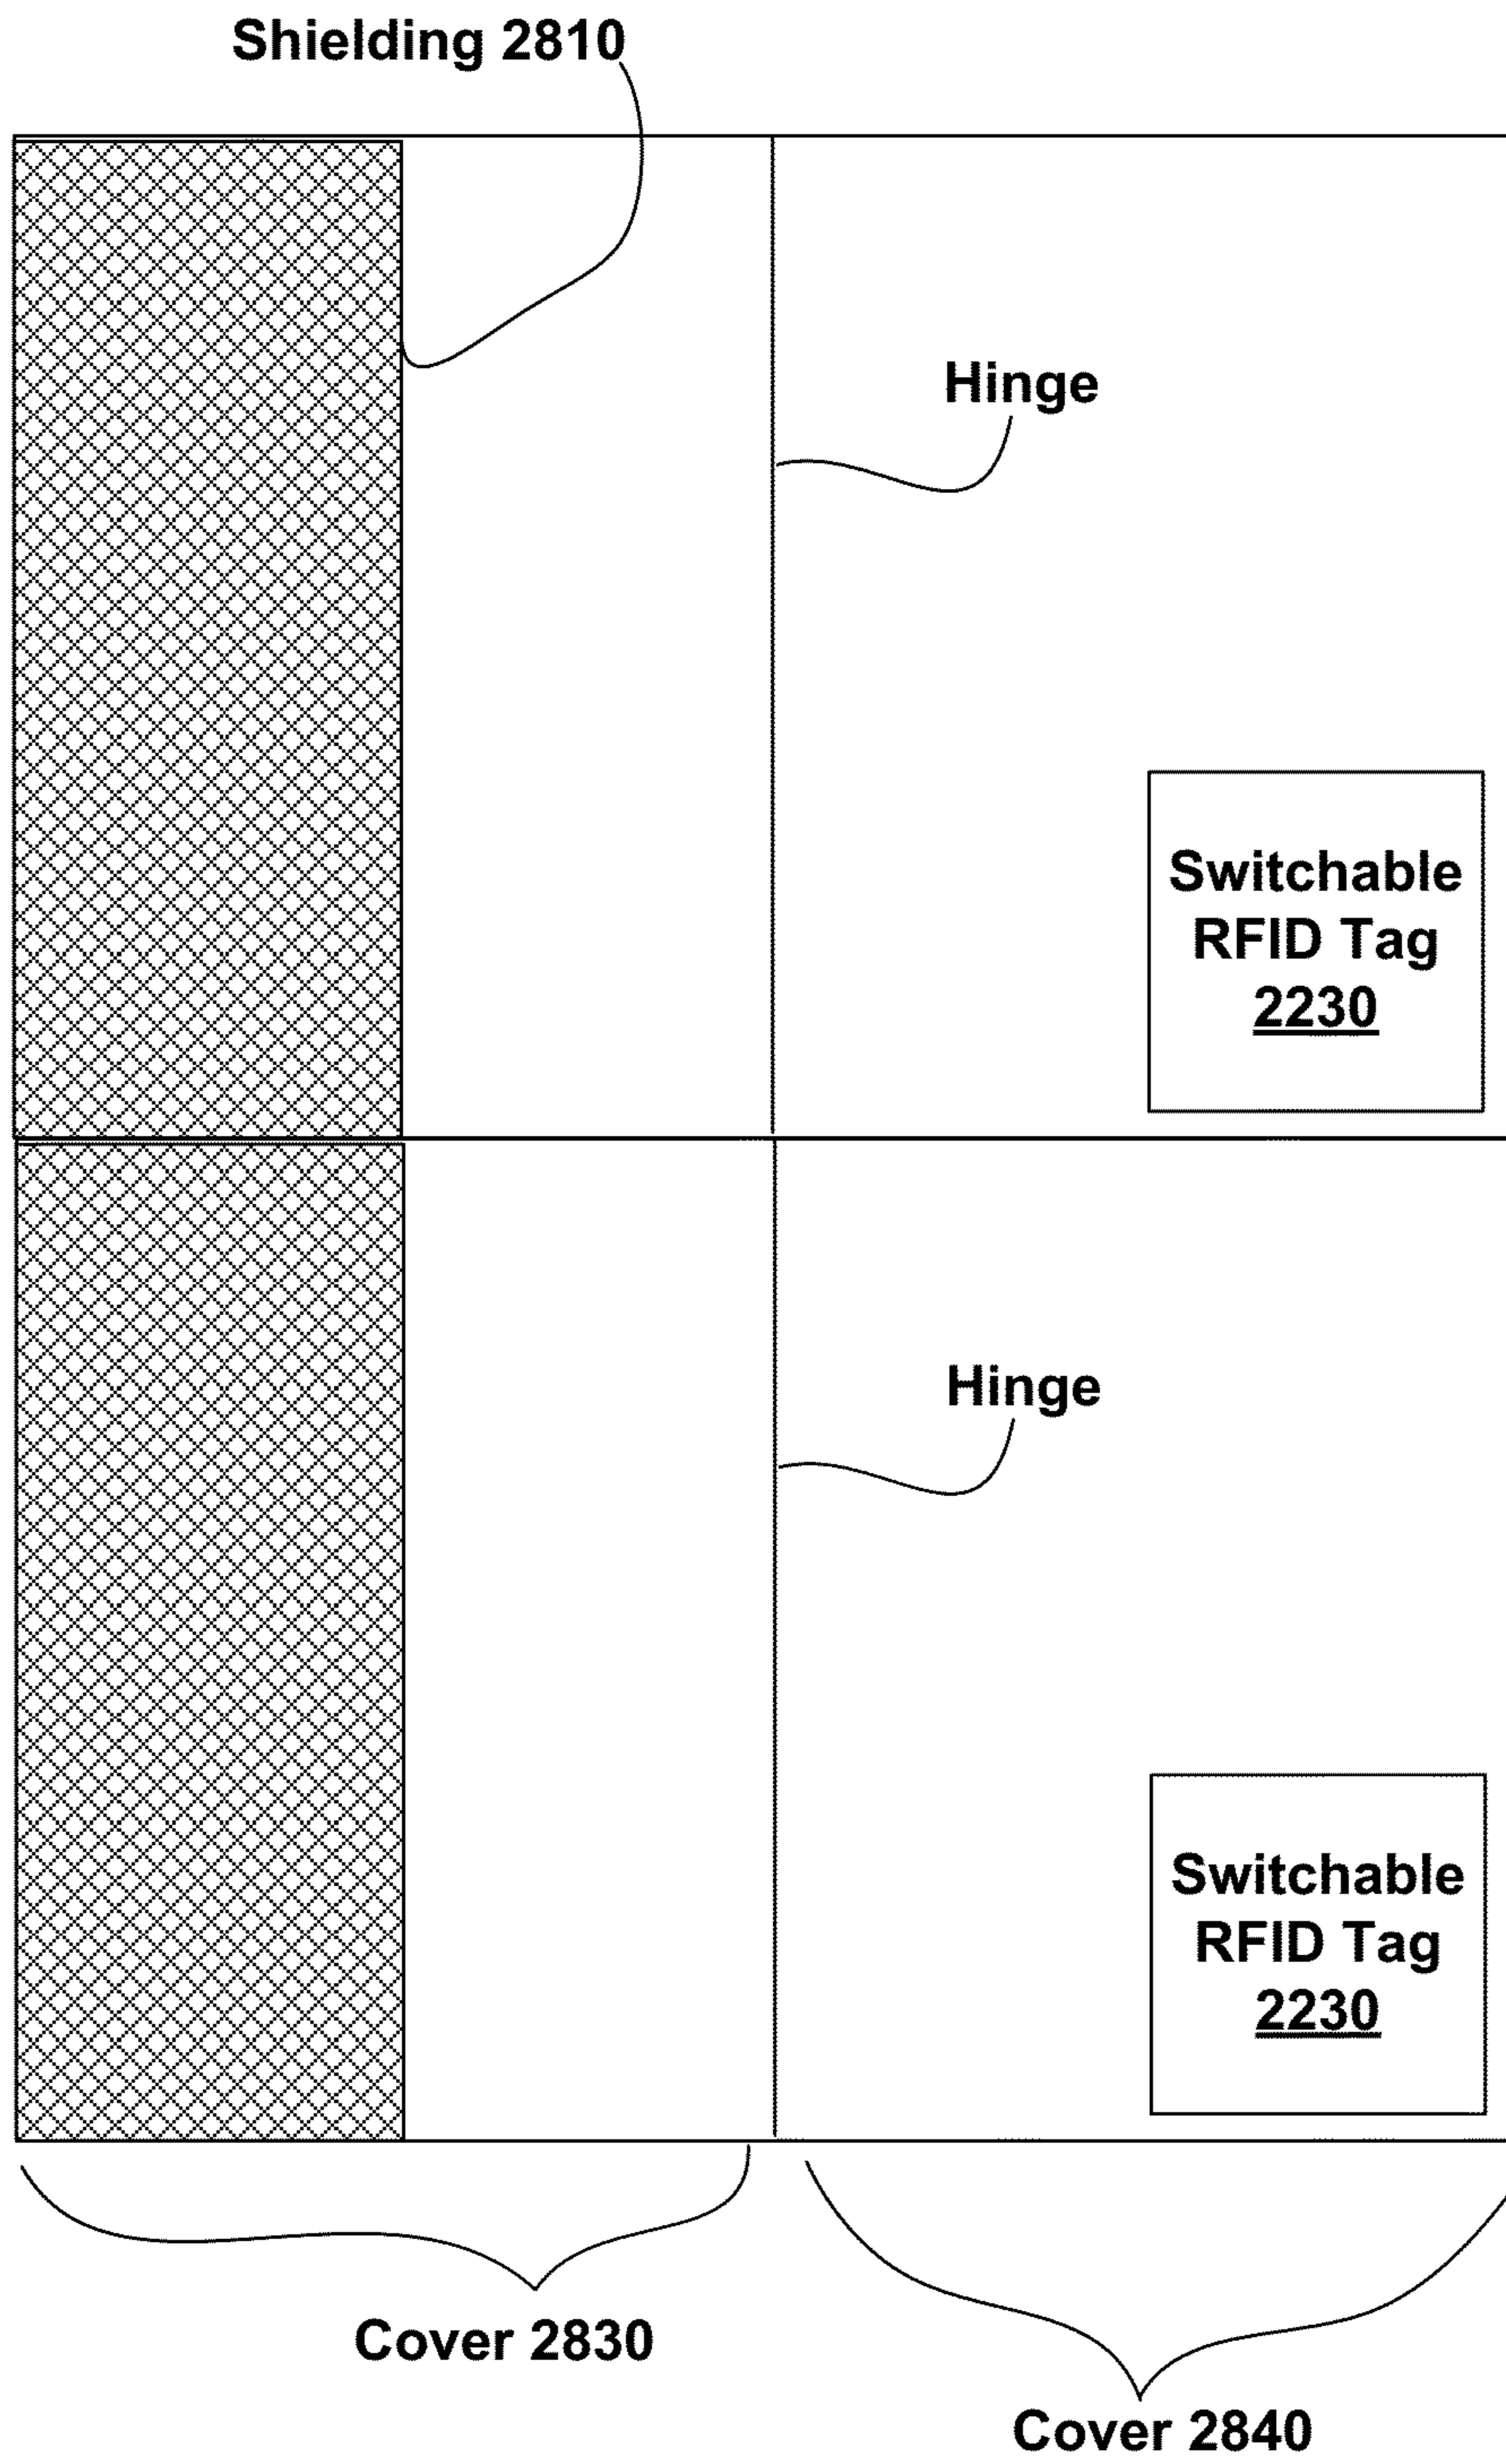 Shielding 2810
Hinge
Switchable
RFID Tag
2230
Hinge
Switchable
RFID Tag
2230
Cover 2830
Cover 2840